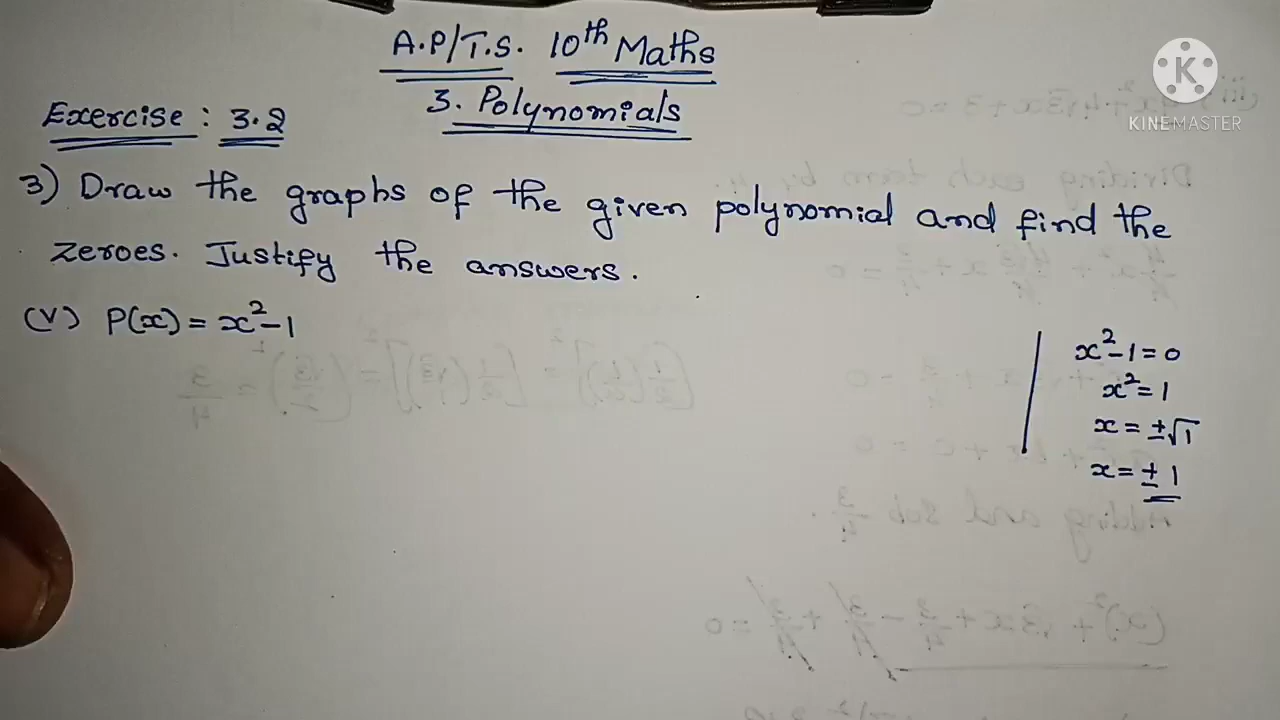 A.P/T.S. 10th Maths
3. Polynomials
Exercise : 3.2
3) Draw the graphs of the given polynomial and find the
zeroes. Justify the answers.
(V) P(x) = x²-1
x²-1=0
x²=1
x = ±√1
x = ±1
K
KINEMASTER